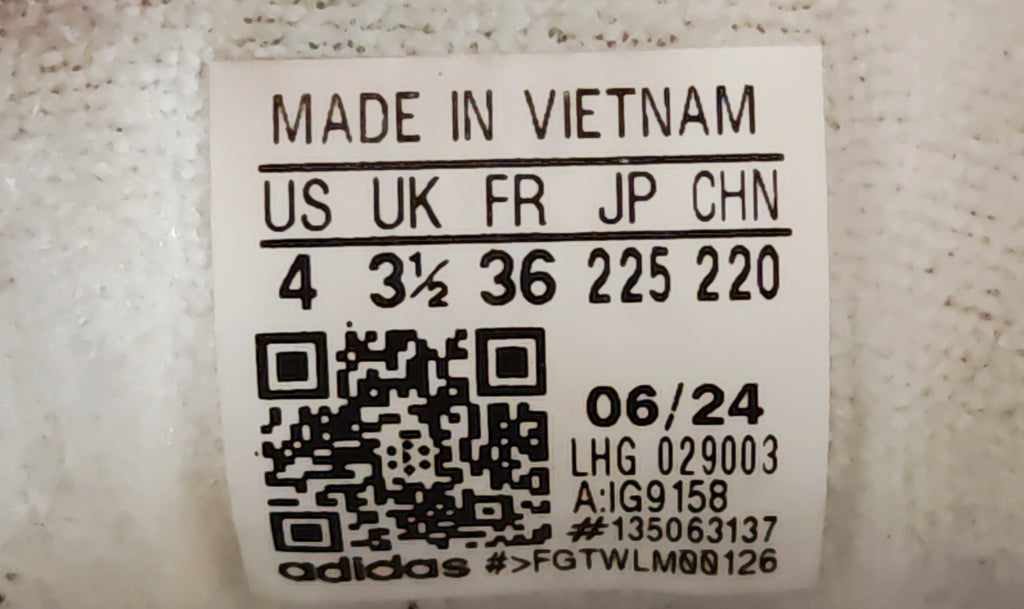 MADE IN VIETNAM
US UK FR JP CHN
4 3½ 36 225 220
06/24
LHG 029003
A:IG9158
#135063137
adidas #>FGTWLM00126